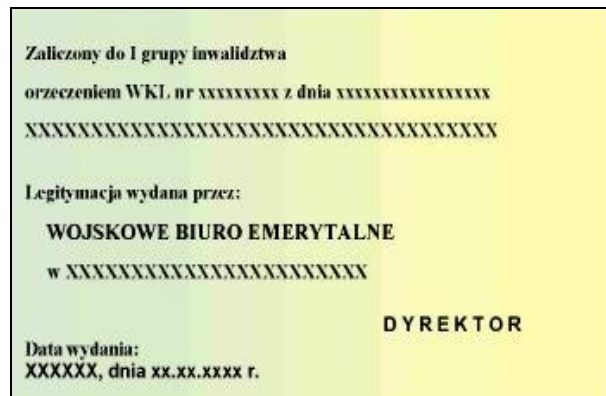 Zaliczony do I grupy inwalidztwa
orzeczeniem WKL nr xxxxxxxxx z dnia xxxxxxxxxxxxxxxxx
XXXXXXXXXXXXXXXXXXXXXXXXXXXXXXXXXXXX
Legitymacja wydana przez:
WOJSKOWE BIURO EMERYTALNE
w XXXXXXXXXXXXXXXXXXXXXXX
DYREKTOR
Data wydania:
XXXXXX, dnia xx.xx.xxxx r.